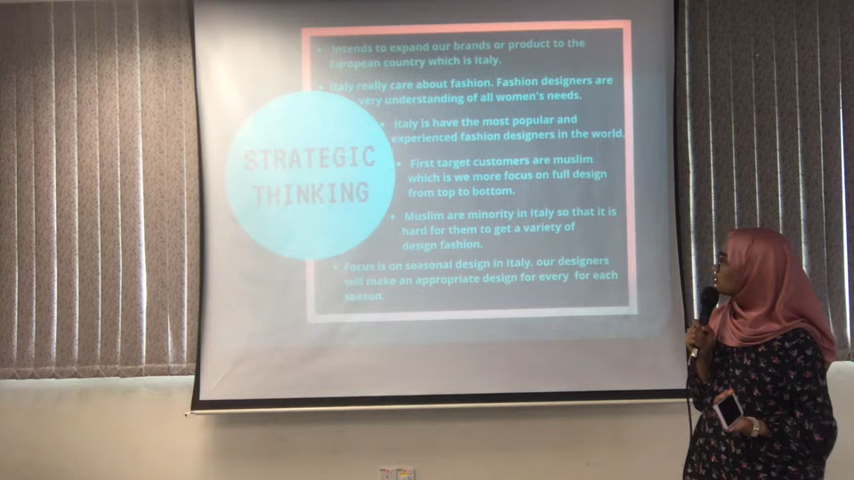 Intends to expand our brands or product to the
European country which is Italy.
Italy really care about fashion. Fashion designers are
very understanding of all women's needs.
Italy is have the most popular and
experienced fashion designers in the world.
STRATEGIC
THINKING
First target customers are muslim
which is we more focus on full design
from top to bottom.
Muslim are minority in Italy so that it is
hard for them to get a variety of
design fashion.
Focus is on seasonal design in Italy, our designers
will make an appropriate design for every for each
season.